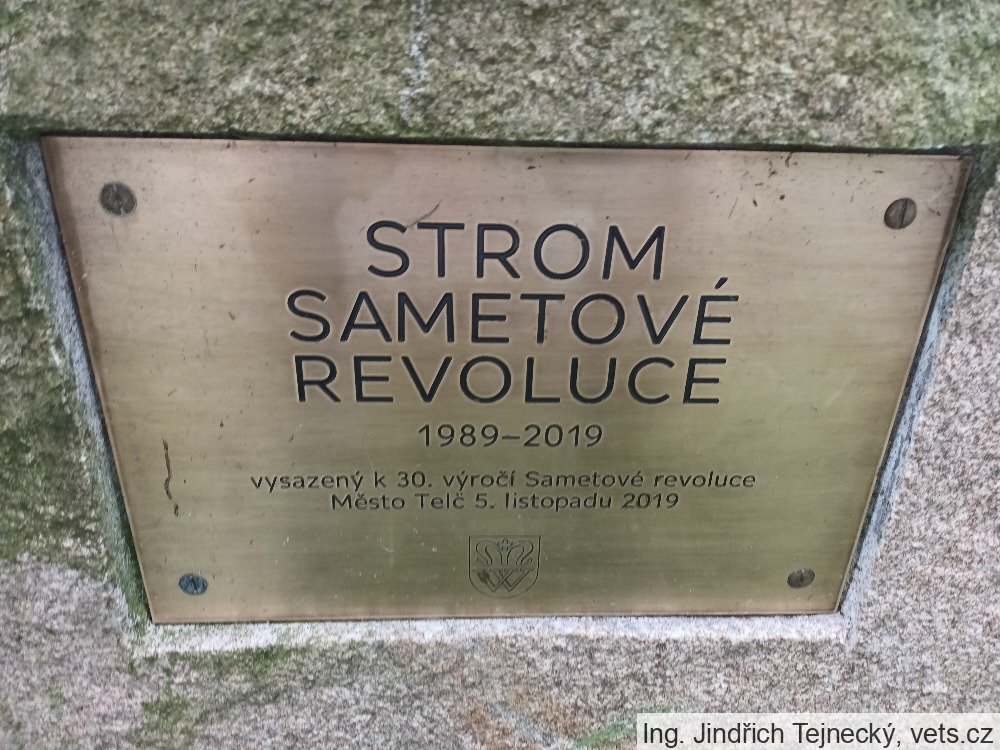 STROM
SAMETOVÉ
REVOLUCE
1989–2019
vysazený k 30. výročí Sametové revoluce
Město Telč 5. listopadu 2019
Ing. Jindřich Tejnecký, vets.cz